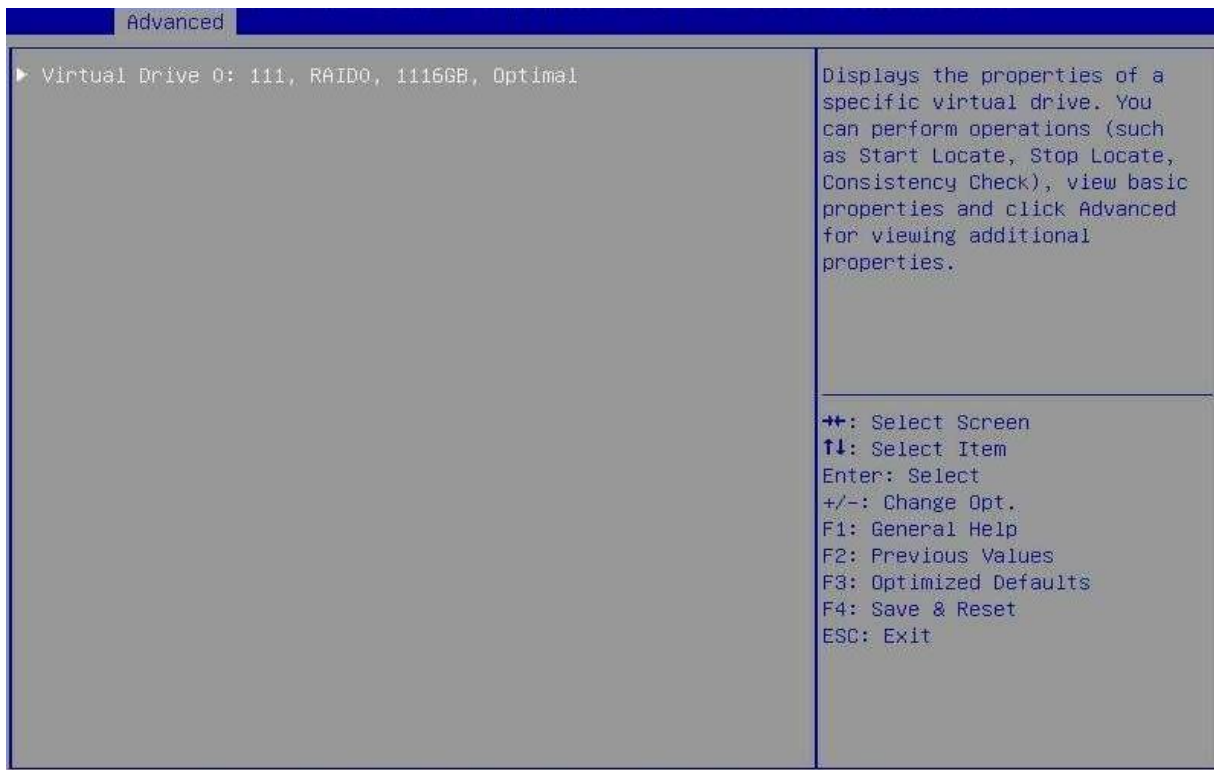 Advanced
▶ Virtual Drive 0: 111, RAID0, 1116GB, Optimal
Displays the properties of a
specific virtual drive. You
can perform operations (such
as Start Locate, Stop Locate,
Consistency Check), view basic
properties and click Advanced
for viewing additional
properties.
→←: Select Screen
↑↓: Select Item
Enter: Select
+/-: Change Opt.
F1: General Help
F2: Previous Values
F3: Optimized Defaults
F4: Save & Reset
ESC: Exit